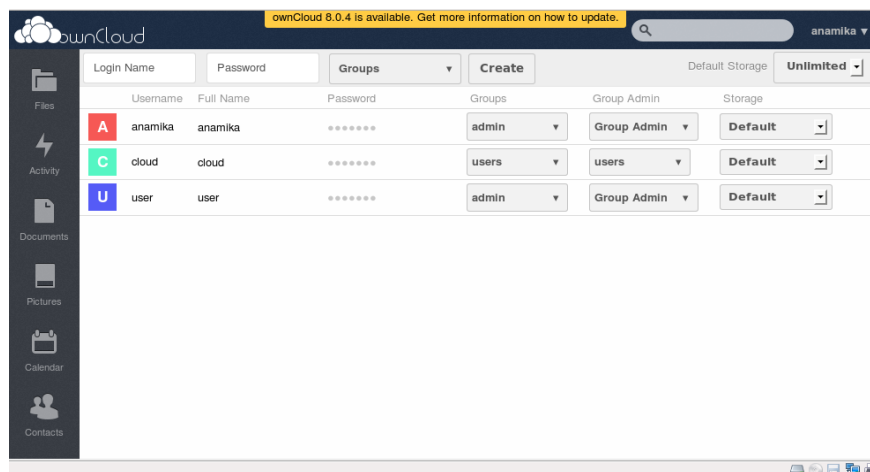 ownCloud 8.0.4 is available. Get more information on how to update.
ownCloud
anamika ▾
Login Name Password Groups Create Default Storage Unlimited
Username Full Name Password Groups Group Admin Storage
A anamika anamika ●●●●●●● admin Group Admin Default
C cloud cloud ●●●●●●● users users Default
U user user ●●●●●●● admin Group Admin Default
Files
Activity
Documents
Pictures
Calendar
Contacts